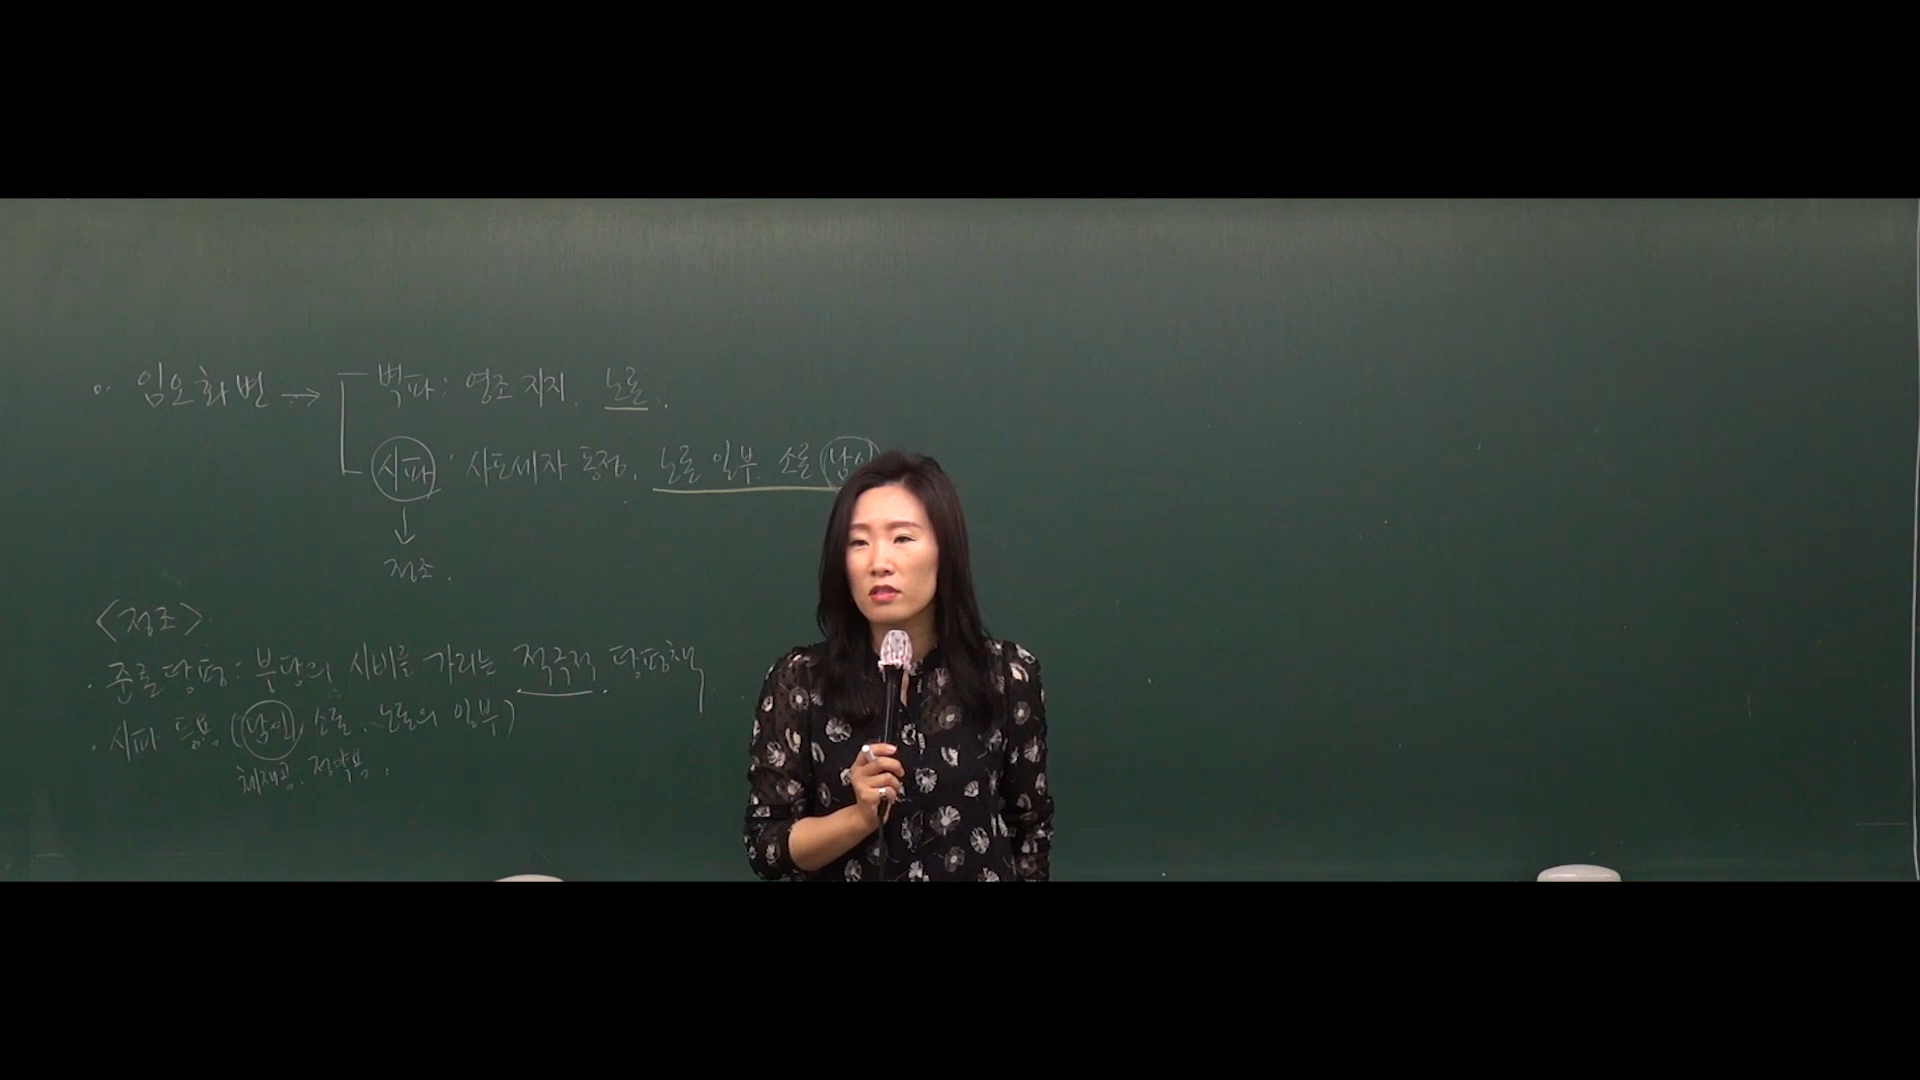 임오화변 → 벽파 : 영조 지지. 노론.
시파 : 사도세자 동정. 노론 일부 소론 남인
↓
정조.
<정조>
· 준론탕평 : 붕당의 시비를 가리는 적극적 탕평책
· 시파 등용 (남인, 소론, 노론의 일부)
채제공. 정약용.